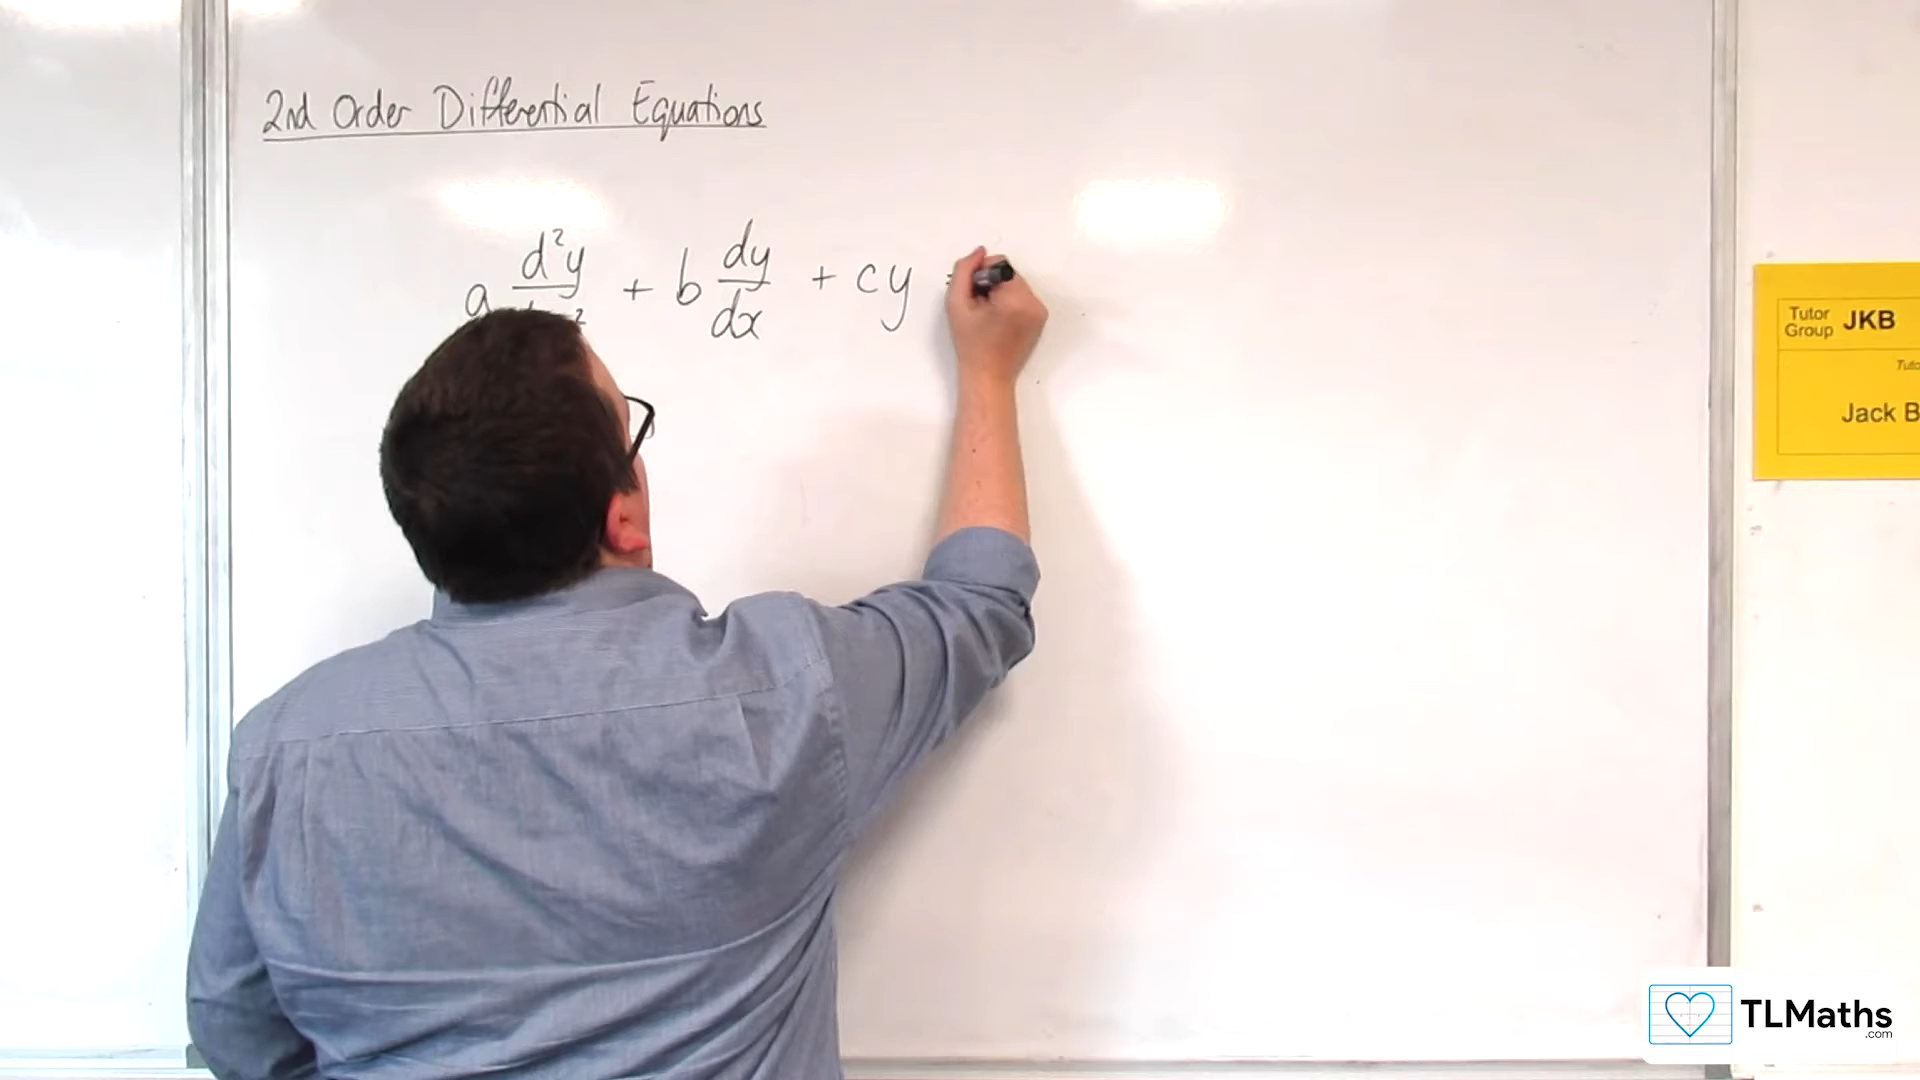 2nd Order Differential Equations
a d²y + b dy/dx + cy =
Tutor Group JKB
Jack B
TLMaths
.com